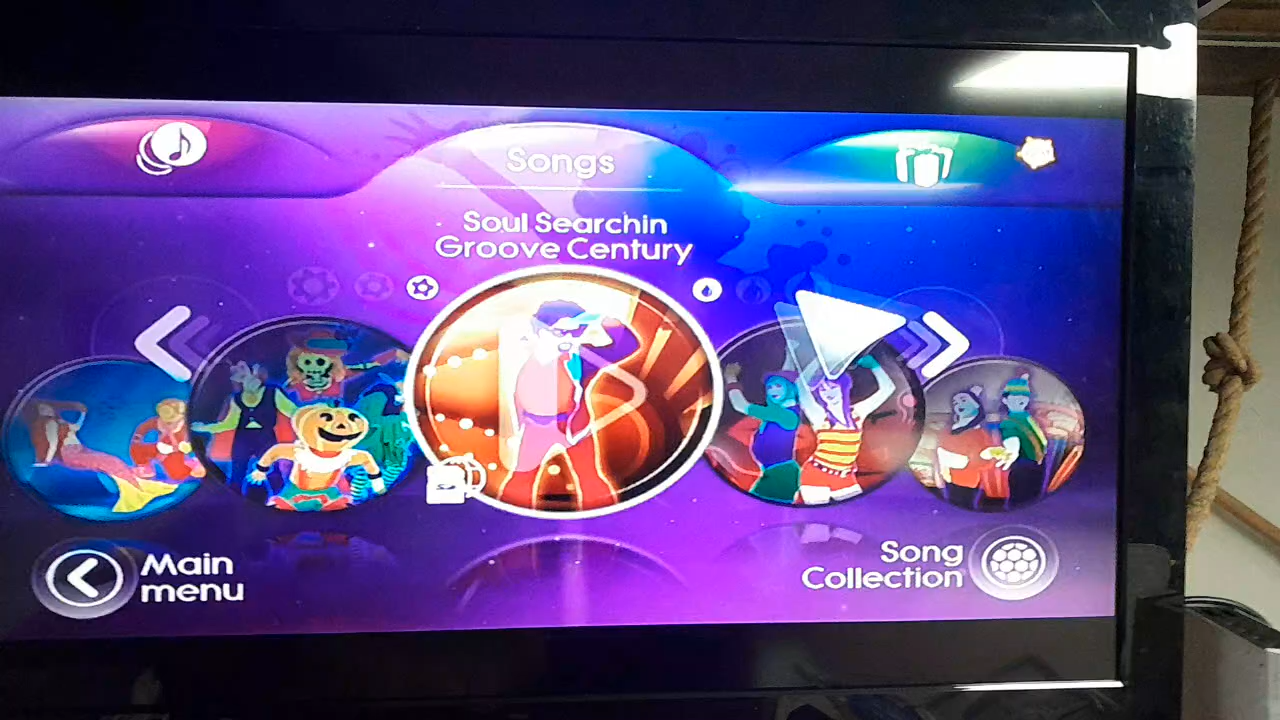 Songs
Soul Searchin
Groove Century
Main
menu
Song
Collection